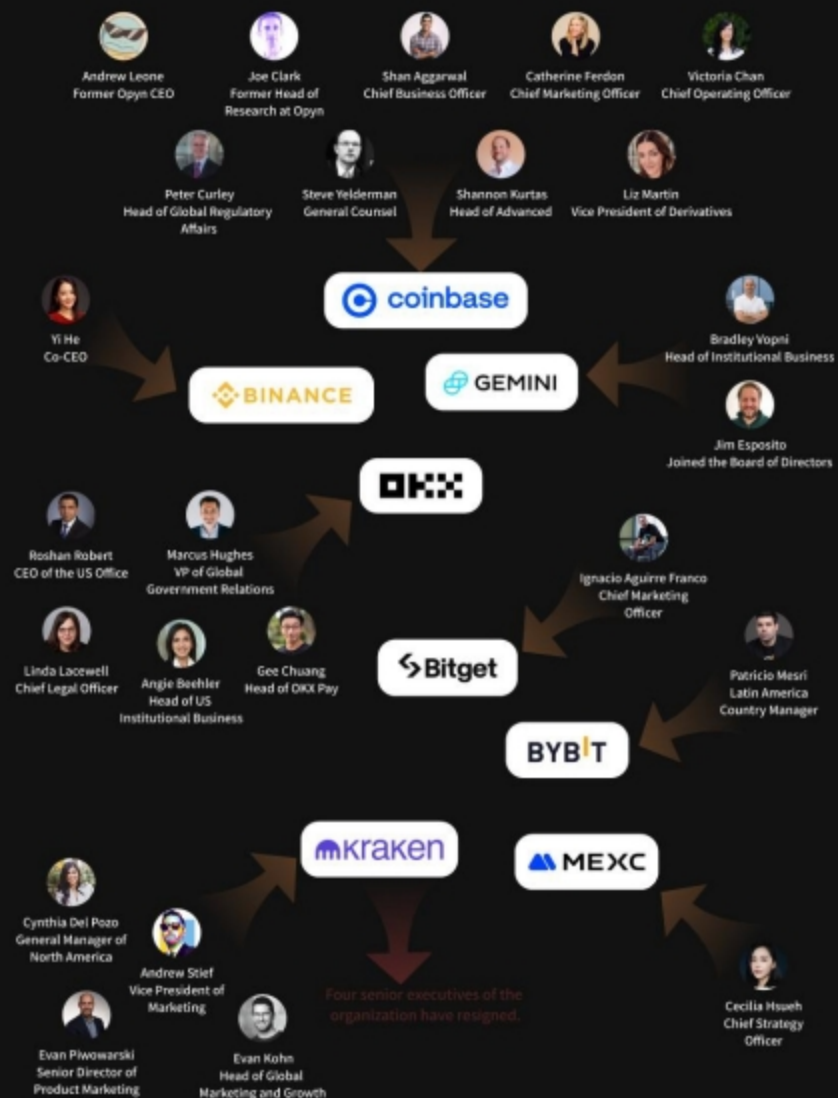 Andrew Leone
Former Opyn CEO
Joe Clark
Former Head of
Research at Opyn
Shan Aggarwal
Chief Business Officer
Catherine Ferdon
Chief Marketing Officer
Victoria Chan
Chief Operating Officer
Peter Curley
Head of Global Regulatory
Affairs
Steve Yelderman
General Counsel
Shannon Kurtas
Head of Advanced
Liz Martin
Vice President of Derivatives
coinbase
Yi He
Co-CEO
BINANCE
GEMINI
Bradley Vopni
Head of Institutional Business
Jim Esposito
Joined the Board of Directors
OKX
Roshan Robert
CEO of the US Office
Marcus Hughes
VP of Global
Government Relations
Linda Lacewell
Chief Legal Officer
Angie Beehler
Head of US
Institutional Business
Gee Chuang
Head of OKX Pay
Ignacio Aguirre Franco
Chief Marketing
Officer
Bitget
Patricio Mesri
Latin America
Country Manager
BYBIT
kraken
MEXC
Cynthia Del Pozo
General Manager of
North America
Andrew Stief
Vice President of
Marketing
Evan Piwowarski
Senior Director of
Product Marketing
Evan Kohn
Head of Global
Marketing and Growth
Four senior executives of the
organization have resigned.
Cecilia Hsueh
Chief Strategy
Officer